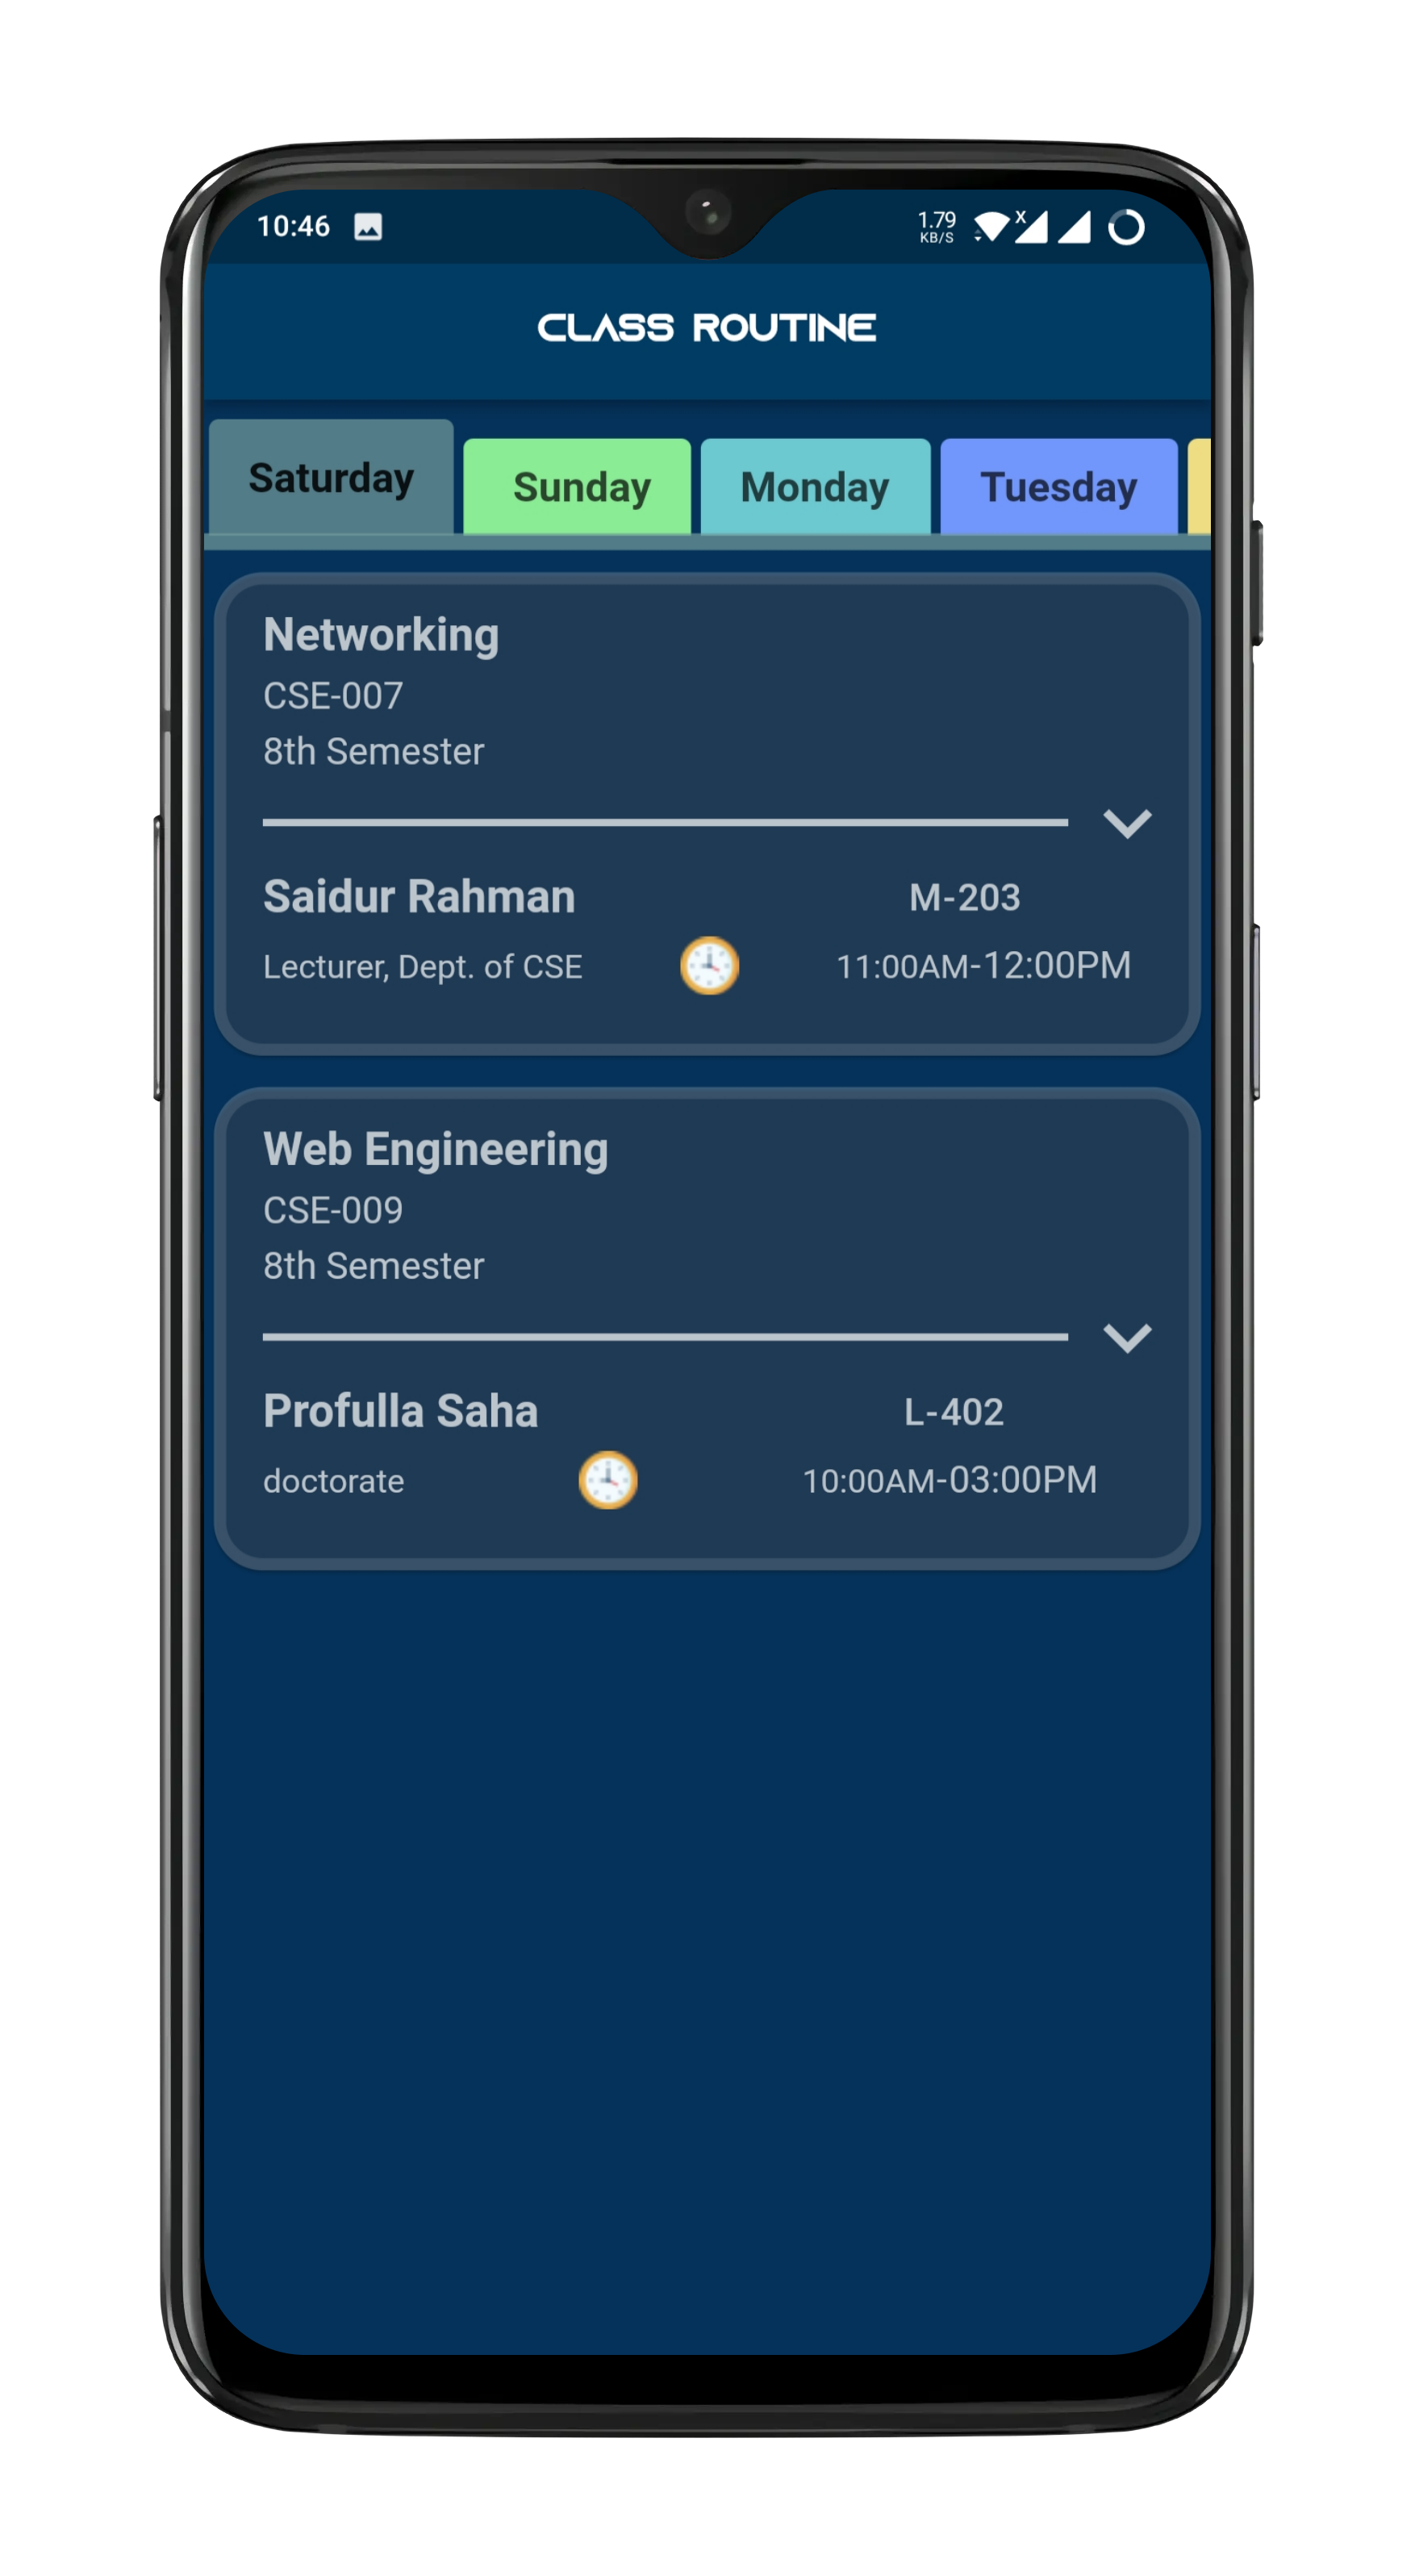 10:46
1.79
KB/S
X
CLASS ROUTINE
Saturday Sunday Monday Tuesday
Networking
CSE-007
8th Semester
Saidur Rahman M-203
Lecturer, Dept. of CSE 11:00AM-12:00PM
Web Engineering
CSE-009
8th Semester
Profulla Saha L-402
doctorate 10:00AM-03:00PM